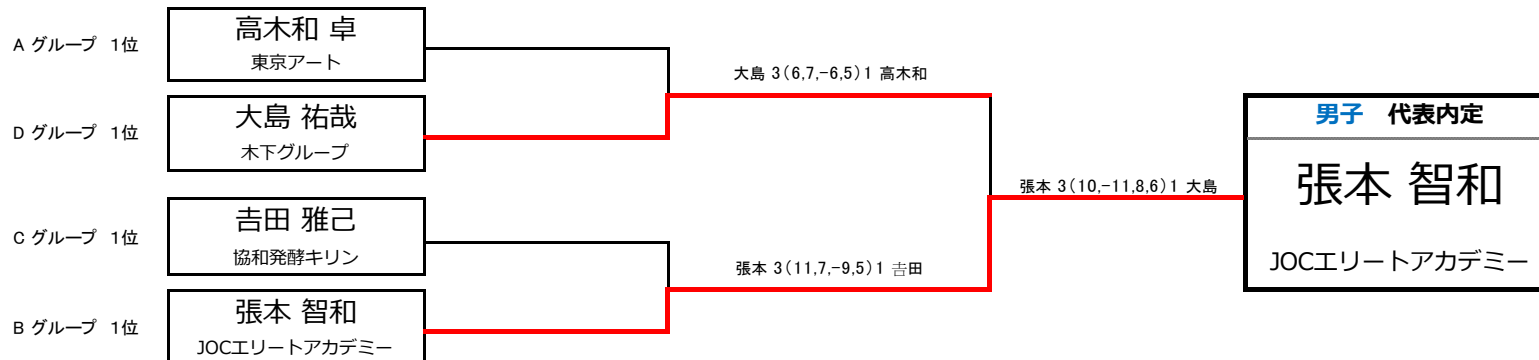 A グループ 1位
高木和 卓
東京アート
大島 3(6,7,-6,5)1 高木和
D グループ 1位
大島 祐哉
木下グループ
男子 代表内定
張本 智和
JOCエリートアカデミー
張本 3(10,-11,8,6)1 大島
C グループ 1位
𠮷田 雅己
協和発酵キリン
張本 3(11,7,-9,5)1 𠮷田
B グループ 1位
張本 智和
JOCエリートアカデミー